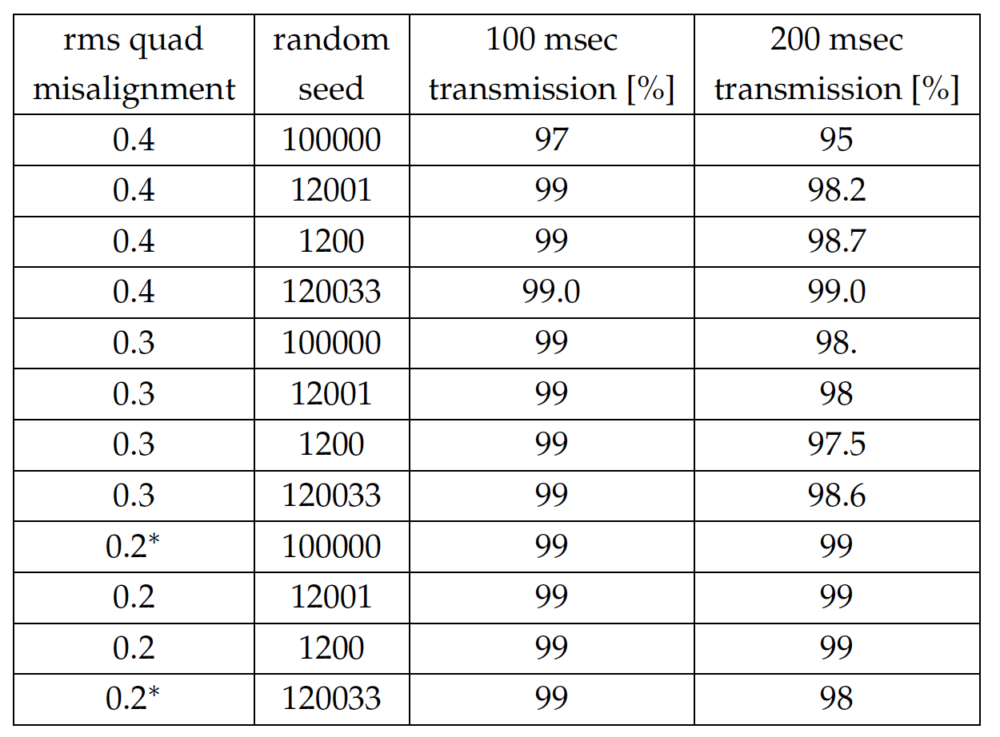 rms quad random 100 msec 200 msec
misalignment seed transmission [%] transmission [%]
0.4 100000 97 95
0.4 12001 99 98.2
0.4 1200 99 98.7
0.4 120033 99.0 99.0
0.3 100000 99 98.
0.3 12001 99 98
0.3 1200 99 97.5
0.3 120033 99 98.6
0.2* 100000 99 99
0.2 12001 99 99
0.2 1200 99 99
0.2* 120033 99 98